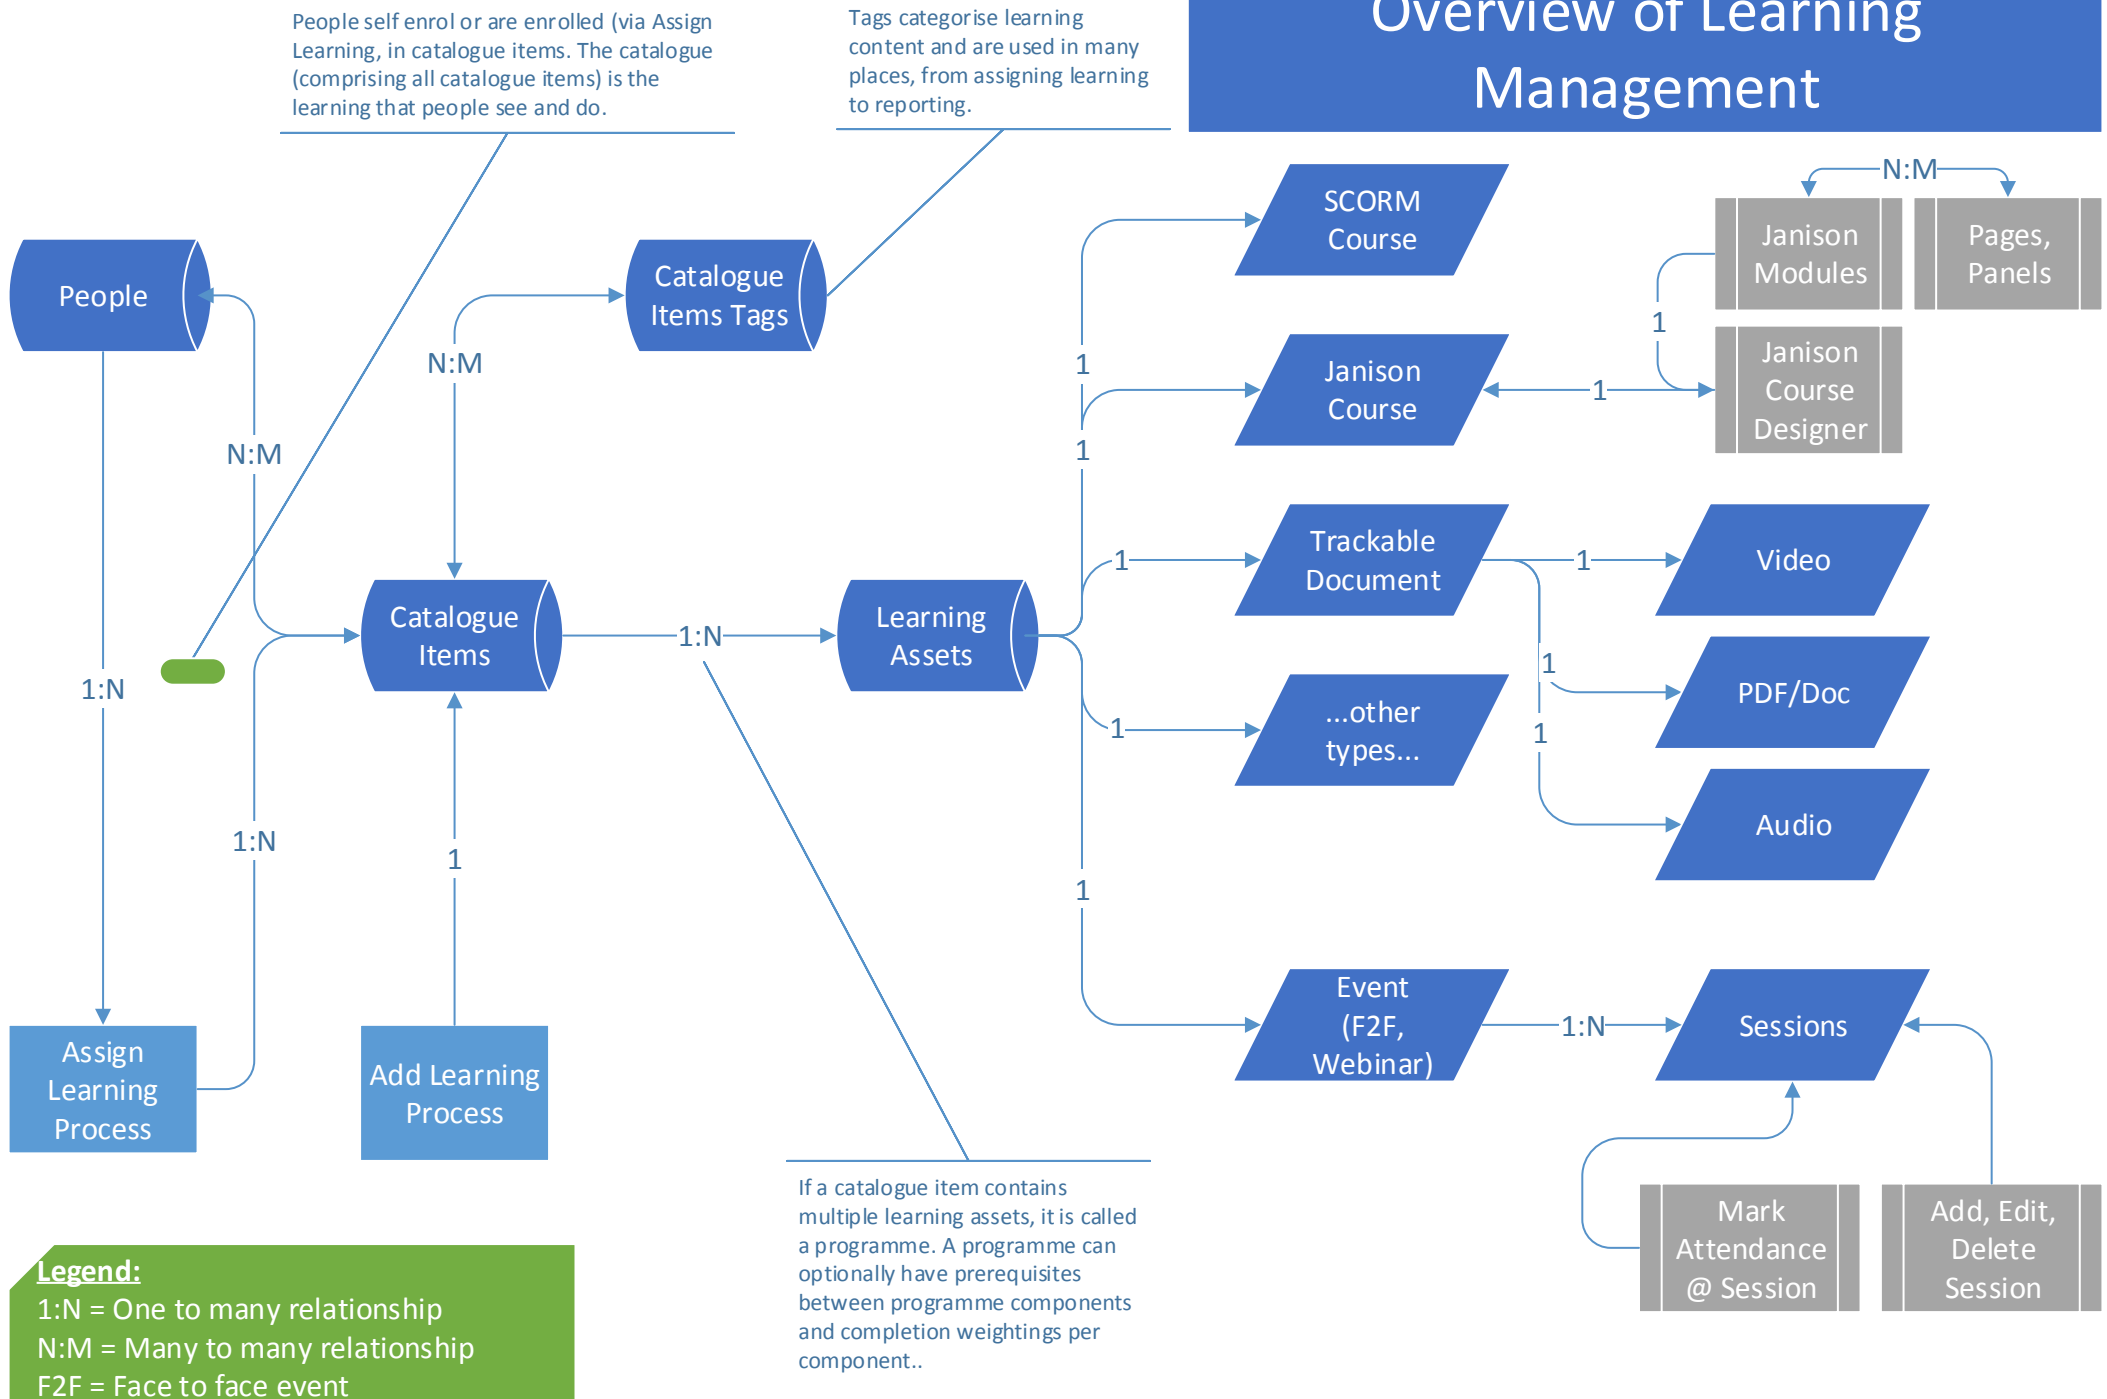 People self enrol or are enrolled (via Assign
Learning, in catalogue items. The catalogue
(comprising all catalogue items) is the
learning that people see and do.
Tags categorise learning
content and are used in many
places, from assigning learning
to reporting.
Overview of Learning
Management
N:M
SCORM
Course
Janison
Modules
Pages,
Panels
People
Catalogue
Items Tags
1
Janison
Course
1
Janison
Course
Designer
N:M
1
N:M
1
1
Trackable
Document
1
Video
Catalogue
Items
1:N
Learning
Assets
1
PDF/Doc
1:N
1
...other
types...
1
Audio
1:N
1
1
Event
(F2F,
Webinar)
1:N
Sessions
Assign
Learning
Process
Add Learning
Process
If a catalogue item contains
multiple learning assets, it is called
a programme. A programme can
optionally have prerequisites
between programme components
and completion weightings per
component..
Mark
Attendance
@ Session
Add, Edit,
Delete
Session
Legend:
1:N = One to many relationship
N:M = Many to many relationship
F2F = Face to face event